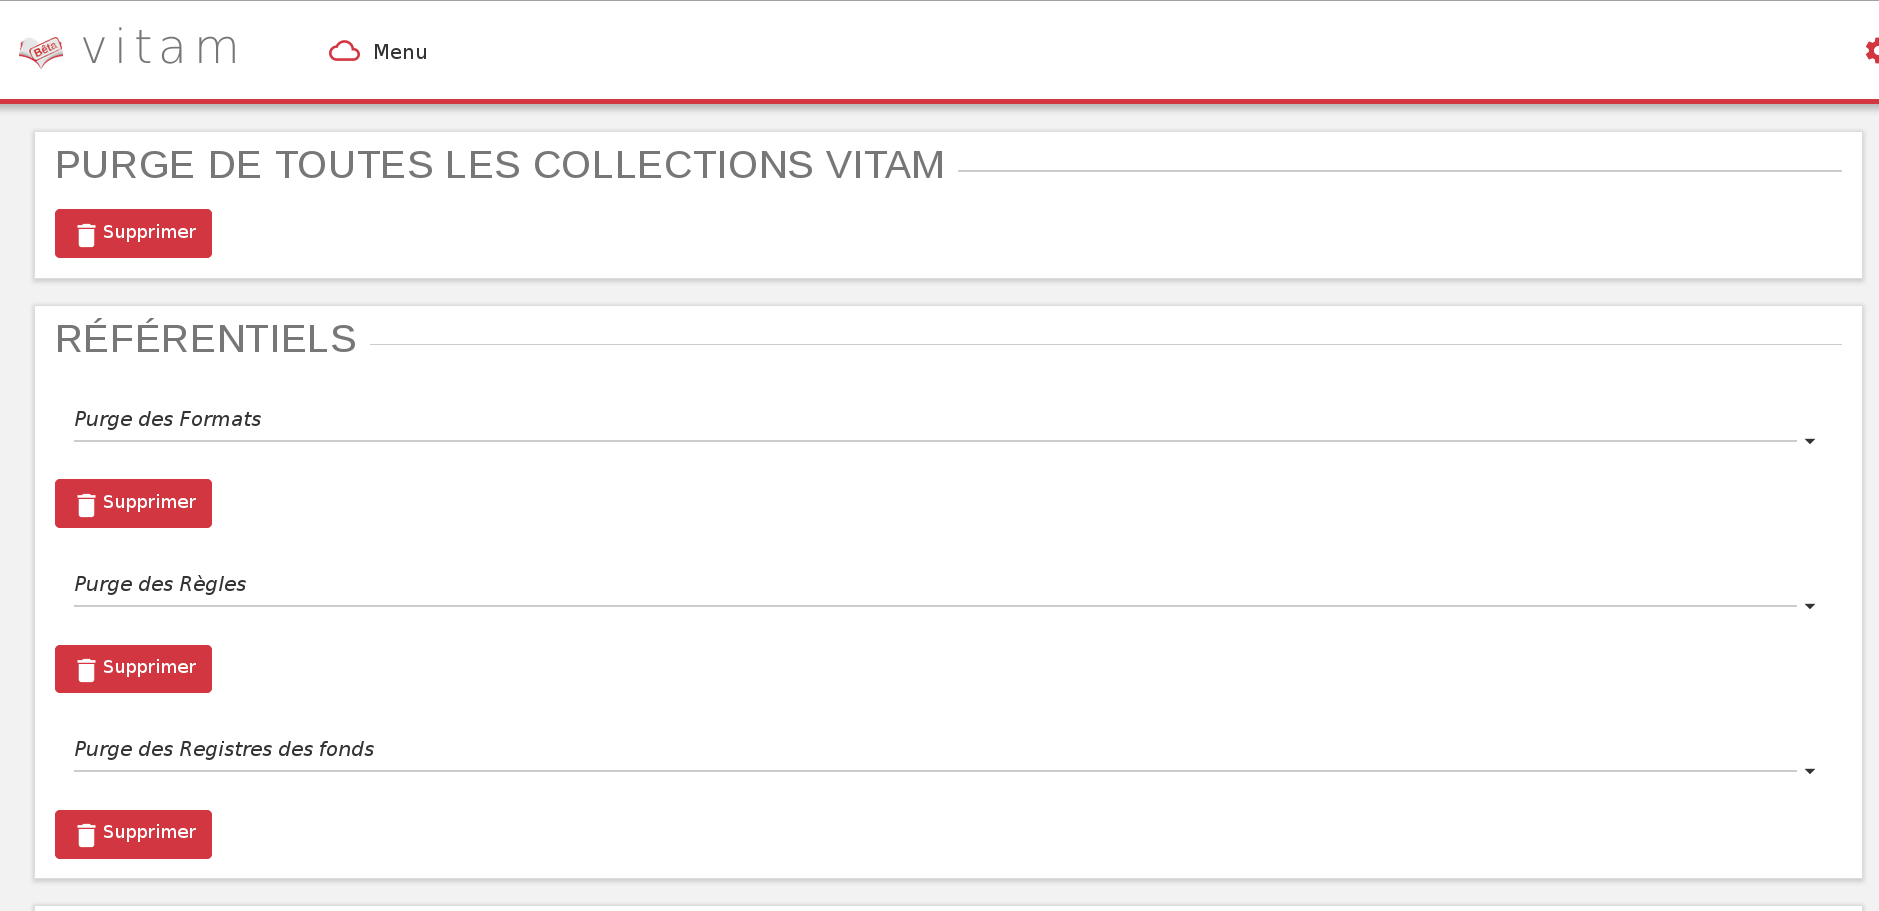 Bêta vitam Menu
PURGE DE TOUTES LES COLLECTIONS VITAM
Supprimer
RÉFÉRENTIELS
Purge des Formats
Supprimer
Purge des Règles
Supprimer
Purge des Registres des fonds
Supprimer